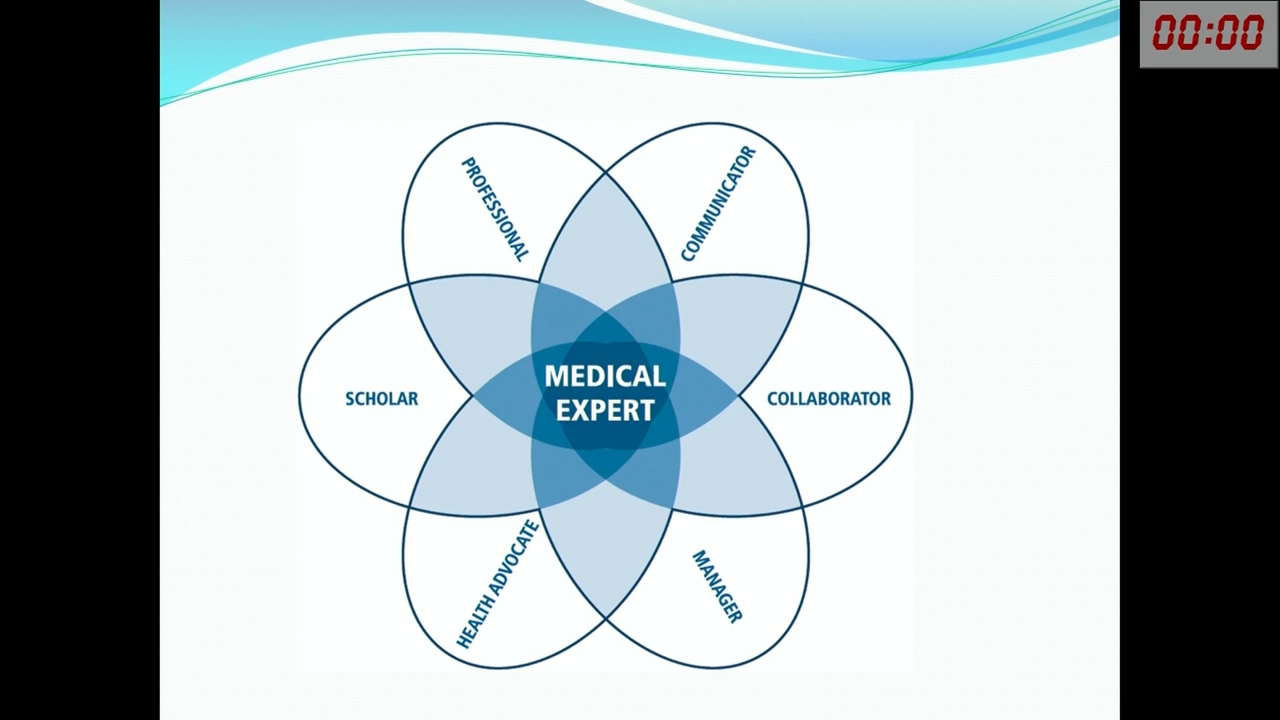 00:00
PROFESSIONAL
COMMUNICATOR
SCHOLAR
MEDICAL
EXPERT
COLLABORATOR
HEALTH ADVOCATE
MANAGER